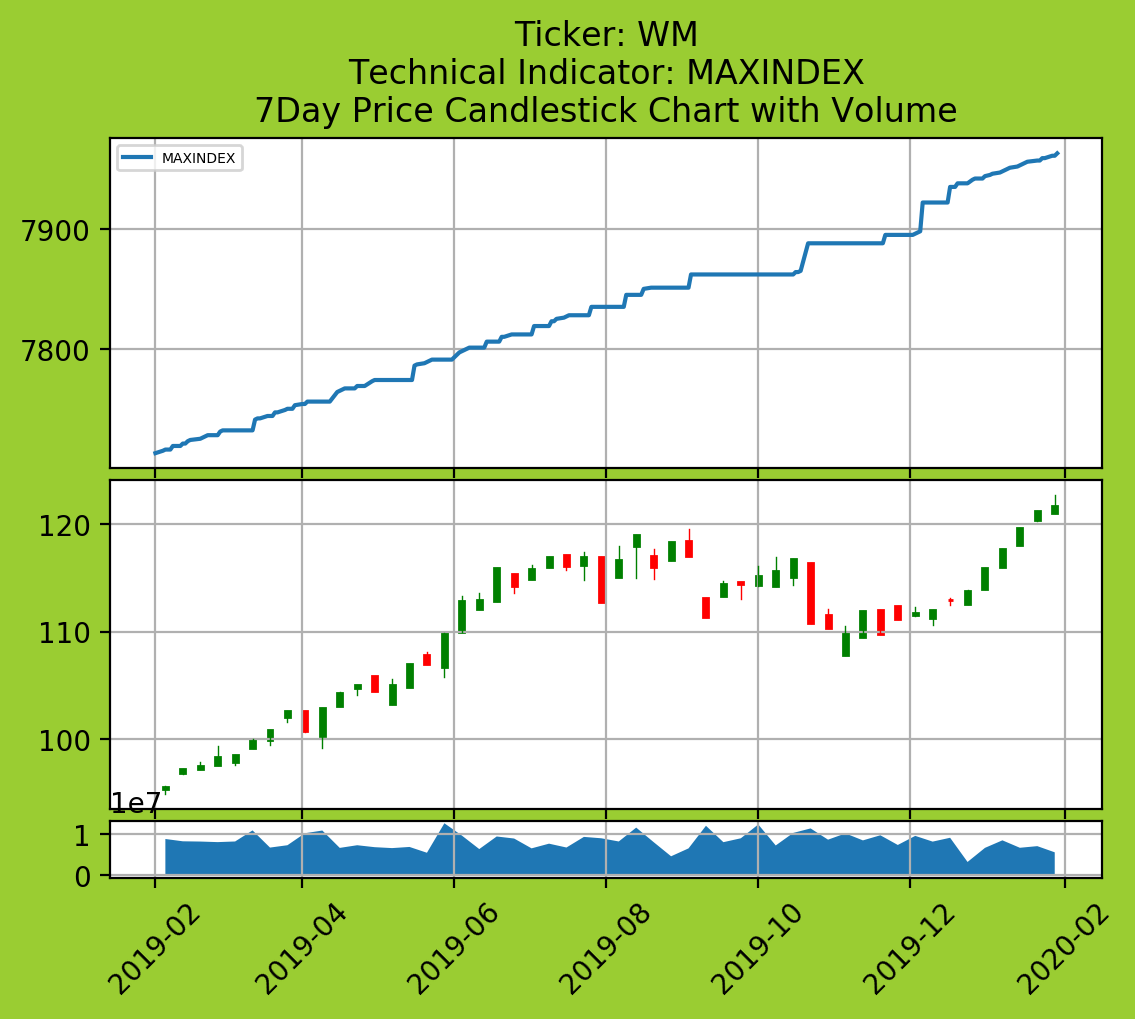 Ticker: WM
Technical Indicator: MAXINDEX
7Day Price Candlestick Chart with Volume
MAXINDEX
7900
7800
120
110
100
1e7
1
0
2019-02
2019-04
2019-06
2019-08
2019-10
2019-12
2020-02